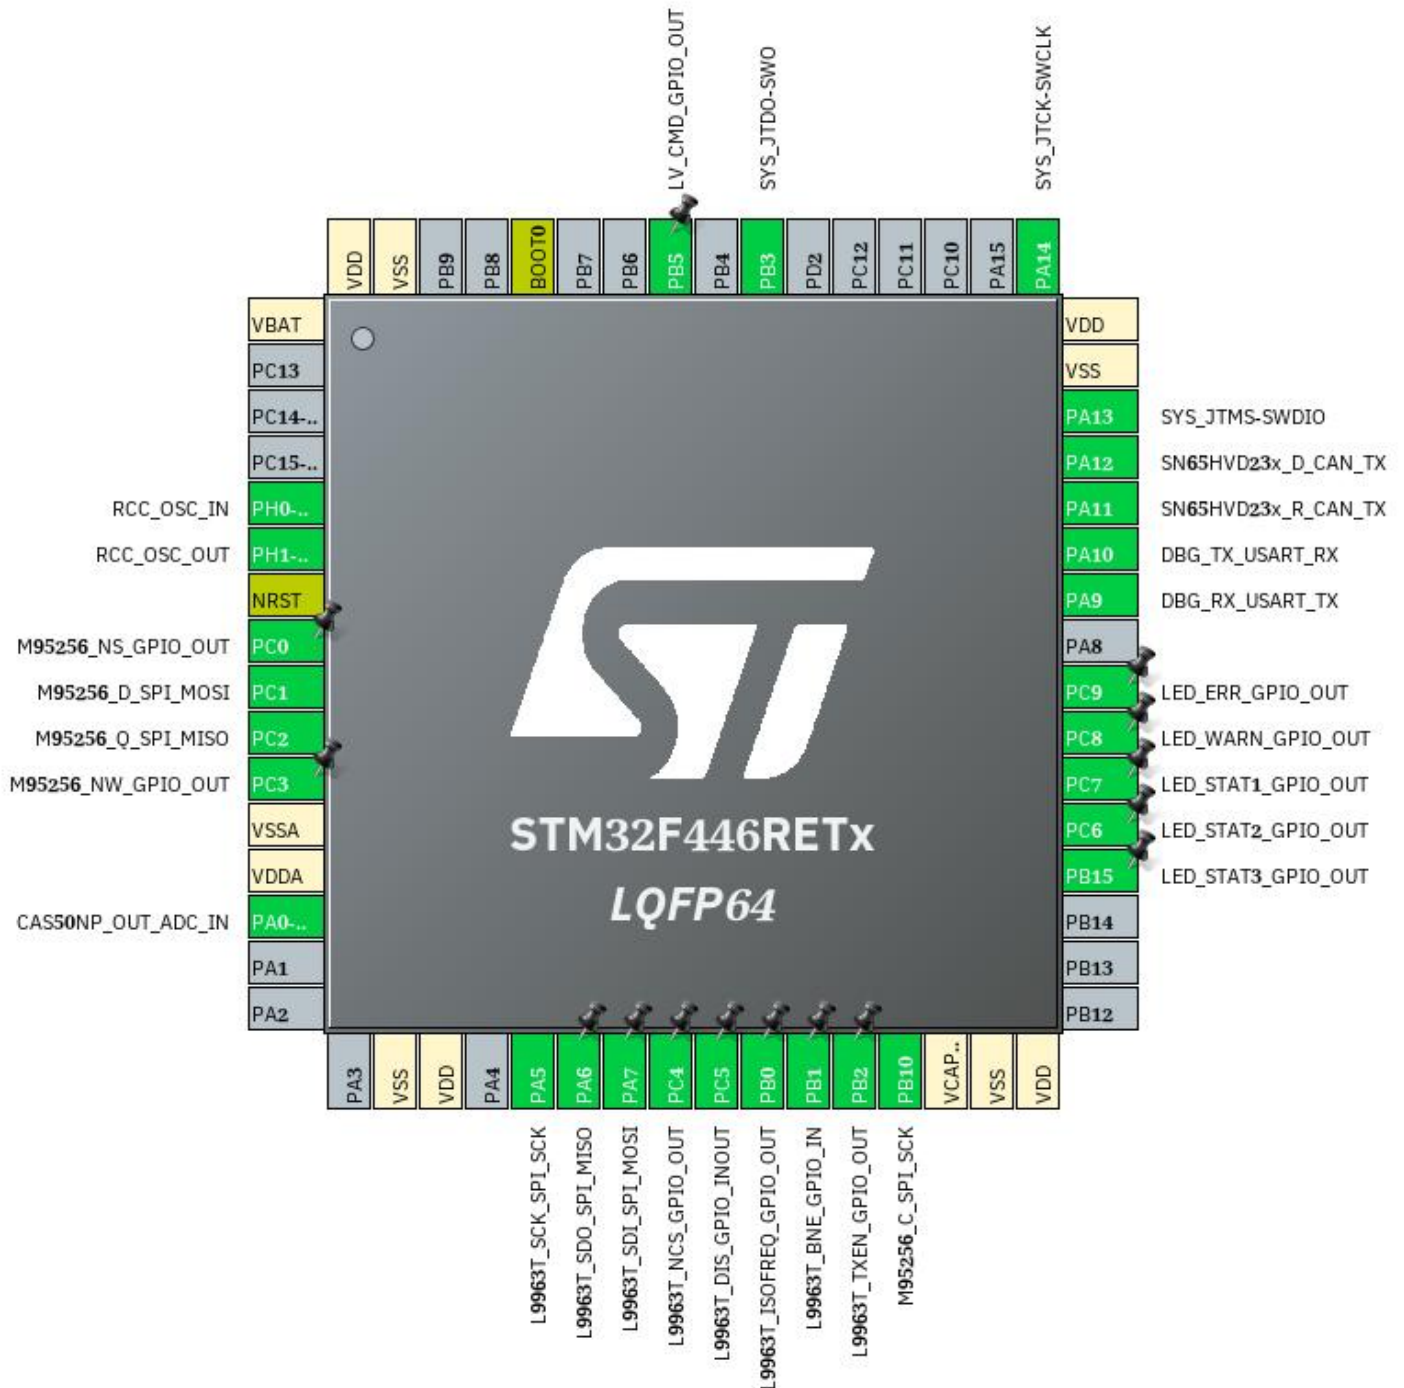 LV_CMD_GPIO_OUT
SYS_JTDO-SWO
SYS_JTCK-SWCLK
VDD
VSS
PB9
PB8
BOOT0
PB7
PB6
PB5
PB4
PB3
PD2
PC12
PC11
PC10
PA15
PA14
VBAT
PC13
PC14-..
PC15-..
RCC_OSC_IN PH0-..
RCC_OSC_OUT PH1-..
NRST
M95256_NS_GPIO_OUT PC0
M95256_D_SPI_MOSI PC1
M95256_Q_SPI_MISO PC2
M95256_NW_GPIO_OUT PC3
VSSA
VDDA
CAS50NP_OUT_ADC_IN PA0-..
PA1
PA2
VDD
VSS
PA13 SYS_JTMS-SWDIO
PA12 SN65HVD23x_D_CAN_TX
PA11 SN65HVD23x_R_CAN_TX
PA10 DBG_TX_USART_RX
PA9 DBG_RX_USART_TX
PA8
PC9 LED_ERR_GPIO_OUT
PC8 LED_WARN_GPIO_OUT
PC7 LED_STAT1_GPIO_OUT
PC6 LED_STAT2_GPIO_OUT
PB15 LED_STAT3_GPIO_OUT
PB14
PB13
PB12
ST
STM32F446RETx
LQFP64
PA3
VSS
VDD
PA4
PA5
PA6
PA7
PC4
PC5
PB0
PB1
PB2
PB10
VCAP..
VSS
VDD
L9963T_SCK_SPI_SCK
L9963T_SDO_SPI_MISO
L9963T_SDI_SPI_MOSI
L9963T_NCS_GPIO_OUT
L9963T_DIS_GPIO_INOUT
L9963T_ISOFREQ_GPIO_OUT
L9963T_BNE_GPIO_IN
L9963T_TXEN_GPIO_OUT
M95256_C_SPI_SCK